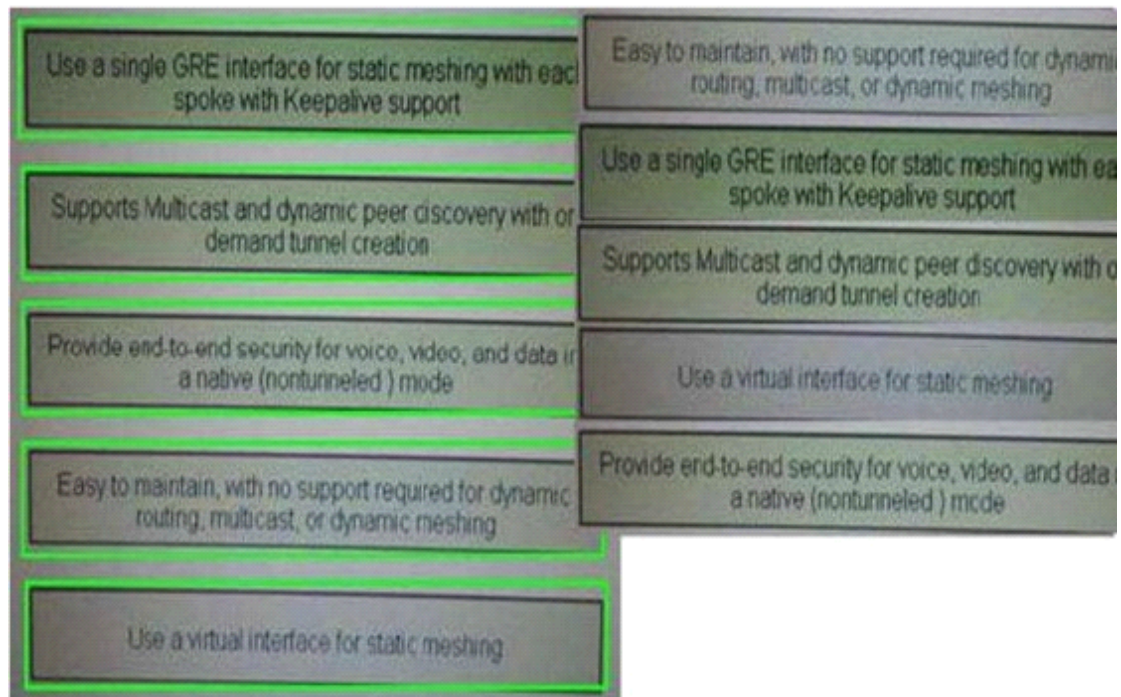 Use a single GRE interface for static meshing with each
spoke with Keepalive support
Supports Multicast and dynamic peer discovery with or
demand tunnel creation
Provide end-to-end security for voice, video, and data in
a native (nontunneled ) mode
Easy to maintain, with no support required for dynamic
routing, multicast, or dynamic meshing
Use a virtual interface for static meshing
Easy to maintain, with no support required for dynami
routing, multicast, or dynamic meshing
Use a single GRE interface for static meshing with ea
spoke with Keepalive support
Supports Multicast and dynamic peer discovery with o
demand tunnel creation
Use a virtual interface for static meshing
Provide end-to-end security for voice, video, and data
a native (nontunneled ) mode